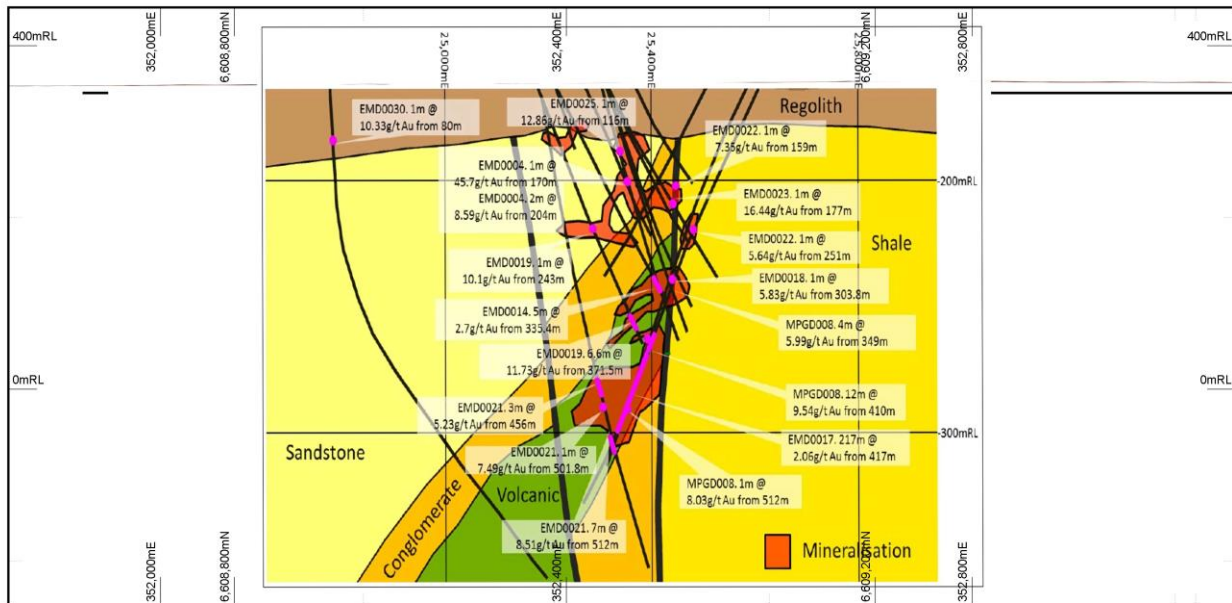 400mRL
352,000mE
6,608,800mN
25,000m
352,400mE
25,400m
25,800m
6,609,200mN
352,800mE
400mRL
Regolith
EMD0030. 1m @
10.33g/t Au from 80m
EMD0025. 1m @
12.86g/t Au from 116m
EMD0022. 1m @
7.35g/t Au from 159m
EMD0004. 1m @
45.7g/t Au from 170m
-200mRL
EMD0004. 2m @
8.59g/t Au from 204m
EMD0023. 1m @
16.44g/t Au from 177m
Shale
EMD0022. 1m @
5.64g/t Au from 251m
EMD0019. 1m @
10.1g/t Au from 243m
EMD0018. 1m @
5.83g/t Au from 303.8m
EMD0014. 5m @
2.7g/t Au from 335.4m
MPGD008. 4m @
5.99g/t Au from 349m
EMD0019. 6.6m @
11.73g/t Au from 371.5m
0mRL
0mRL
MPGD008. 12m @
9.54g/t Au from 410m
EMD0021. 3m @
5.23g/t Au from 456m
EMD0017. 217m @
2.06g/t Au from 417m
-300mRL
Sandstone
EMD0021. 1m @
7.49g/t Au from 501.8m
MPGD008. 1m @
8.03g/t Au from 512m
Volcanic
Conglomerate
EMD0021. 7m @
8.51g/t Au from 512m
Mineralisation
352,000mE
6,608,800mN
352,400mE
6,609,200mN
352,800mE